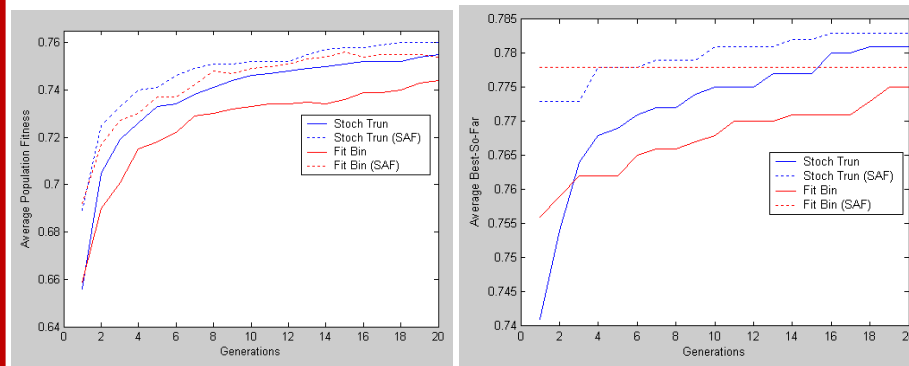 Average Population Fitness
0.76
0.74
0.72
0.7
0.68
0.66
0.64
0 2 4 6 8 10 12 14 16 18 20
Generations
Stoch Trun
Stoch Trun (SAF)
Fit Bin
Fit Bin (SAF)
Average Best-So-Far
0.785
0.78
0.775
0.77
0.765
0.76
0.755
0.75
0.745
0.74
0 2 4 6 8 10 12 14 16 18 20
Generations
Stoch Trun
Stoch Trun (SAF)
Fit Bin
Fit Bin (SAF)